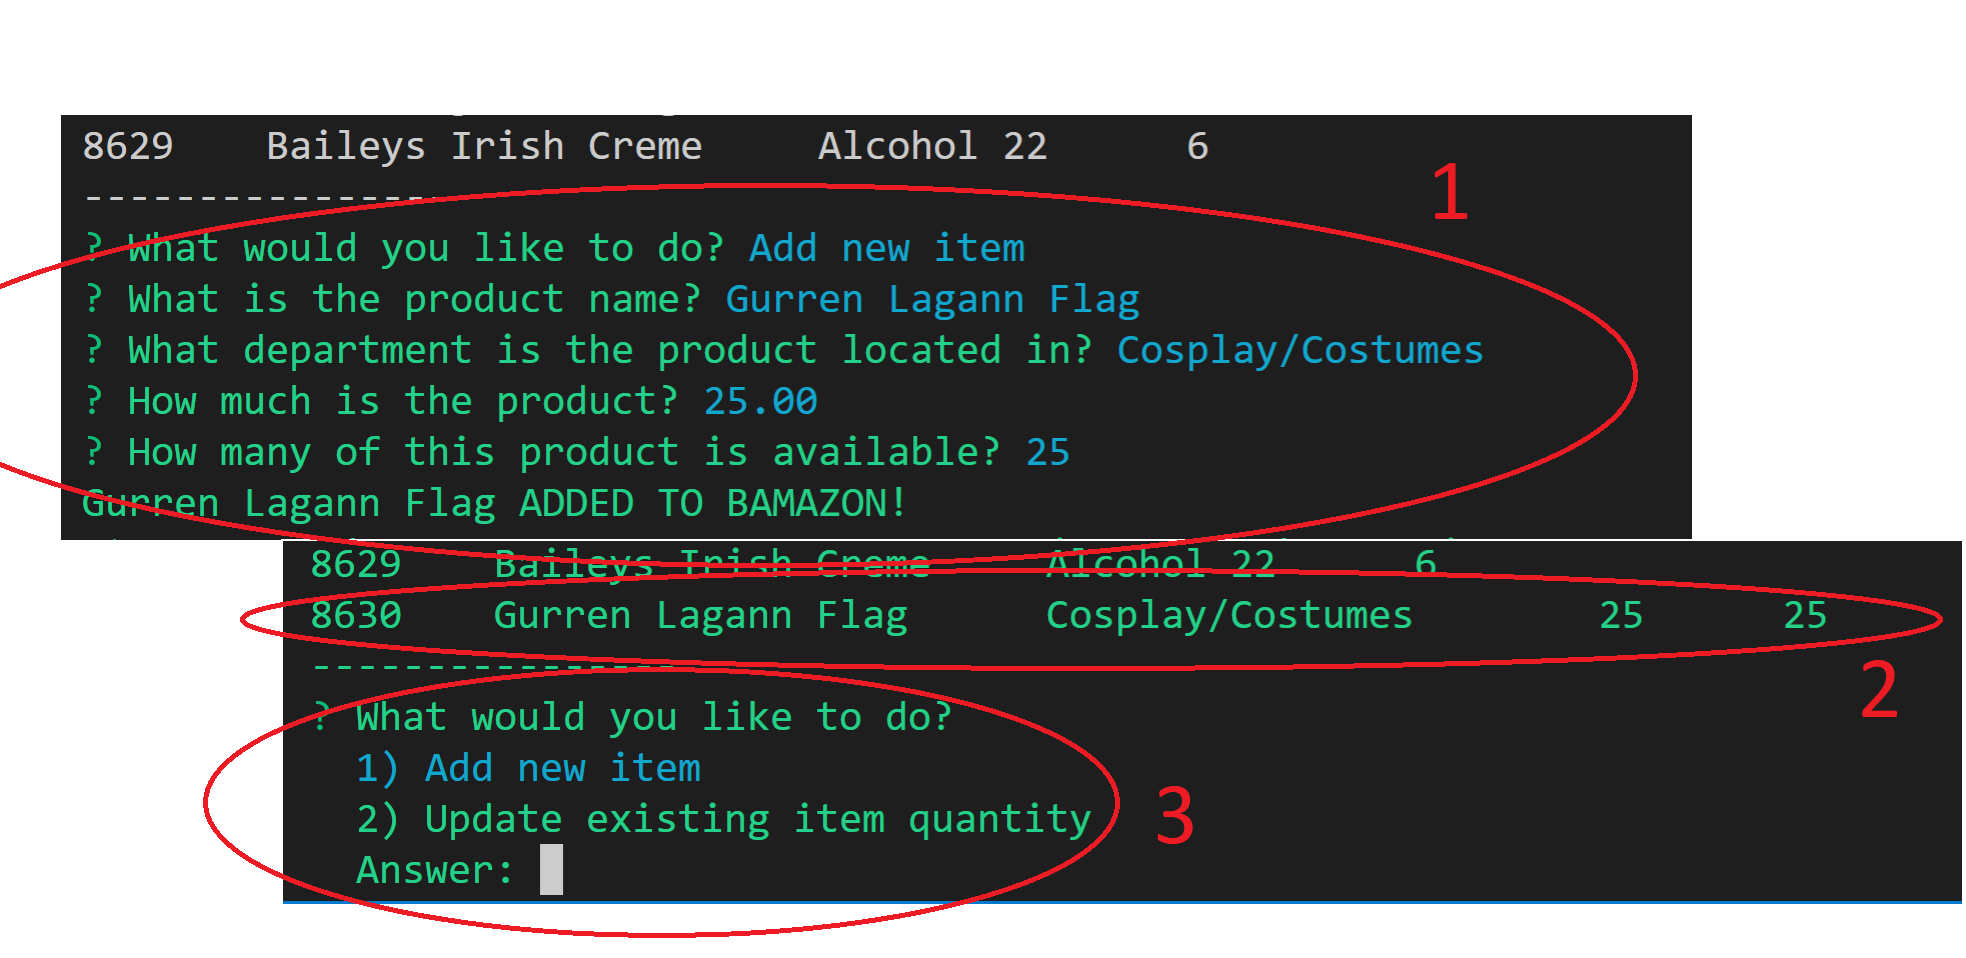 8629 Baileys Irish Creme Alcohol 22 6
----------------
1
? What would you like to do? Add new item
? What is the product name? Gurren Lagann Flag
? What department is the product located in? Cosplay/Costumes
? How much is the product? 25.00
? How many of this product is available? 25
Gurren Lagann Flag ADDED TO BAMAZON!
8629 Baileys Irish Creme Alcohol 22 6
8630 Gurren Lagann Flag Cosplay/Costumes 25 25
----------------
2
? What would you like to do?
1) Add new item
2) Update existing item quantity
3
Answer: